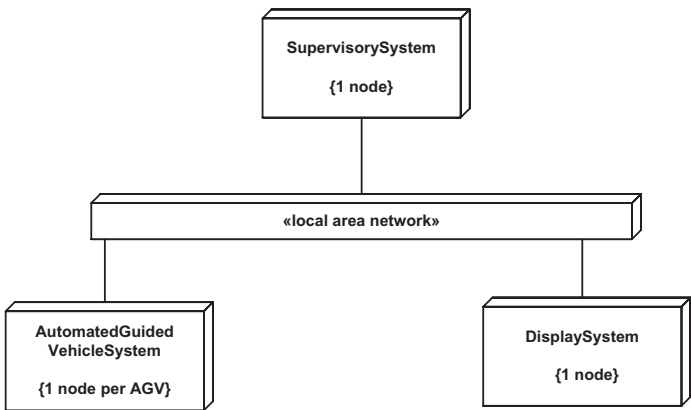 SupervisorySystem
{1 node}
«local area network»
AutomatedGuided
VehicleSystem
{1 node per AGV}
DisplaySystem
{1 node}